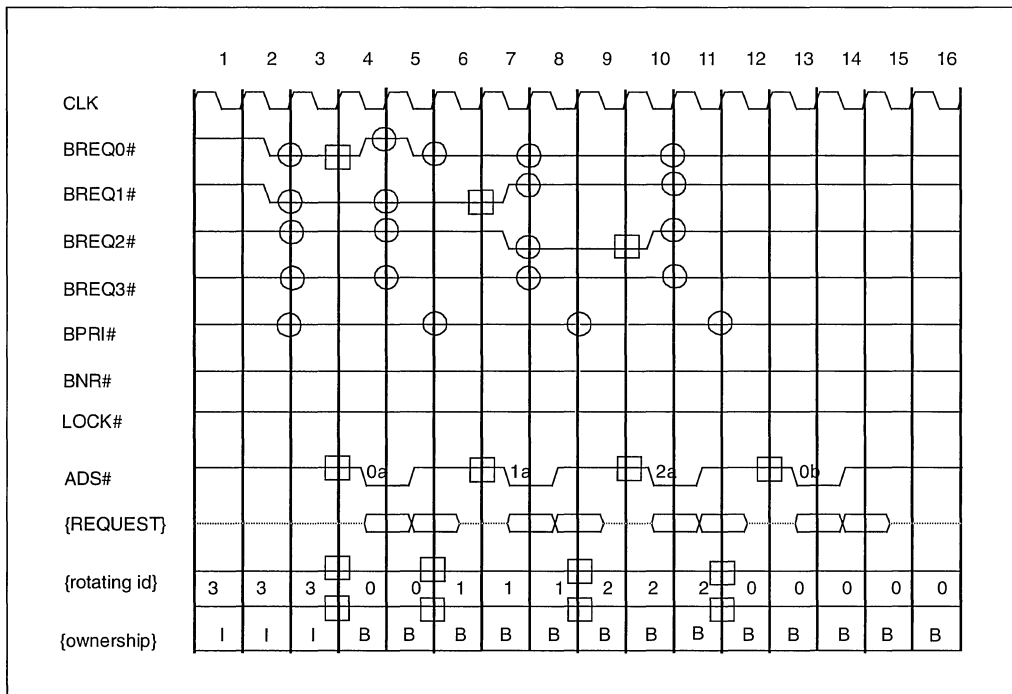 1 2 3 4 5 6 7 8 9 10 11 12 13 14 15 16
CLK
BREQ0#
BREQ1#
BREQ2#
BREQ3#
BPRI#
BNR#
LOCK#
ADS# 0a 1a 2a 0b
{REQUEST}
{rotating id} 3 3 3 0 0 1 1 1 2 2 2 0 0 0 0 0
{ownership} I I I B B B B B B B B B B B B B